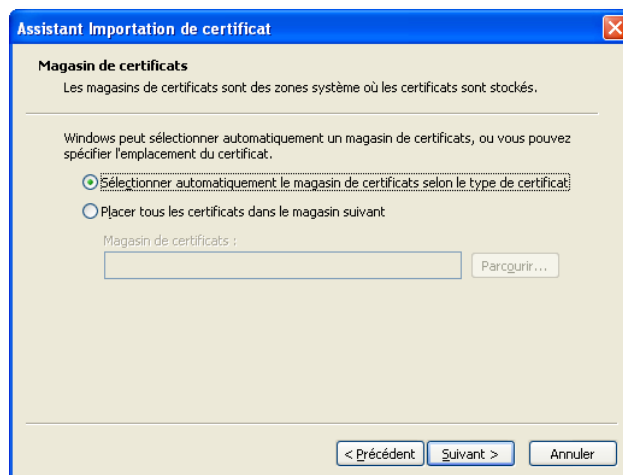 Assistant Importation de certificat
Magasin de certificats
Les magasins de certificats sont des zones système où les certificats sont stockés.
Windows peut sélectionner automatiquement un magasin de certificats, ou vous pouvez
spécifier l'emplacement du certificat.
Sélectionner automatiquement le magasin de certificats selon le type de certificat
Placer tous les certificats dans le magasin suivant
Magasin de certificats :
Parcourir...
< Précédent
Suivant >
Annuler